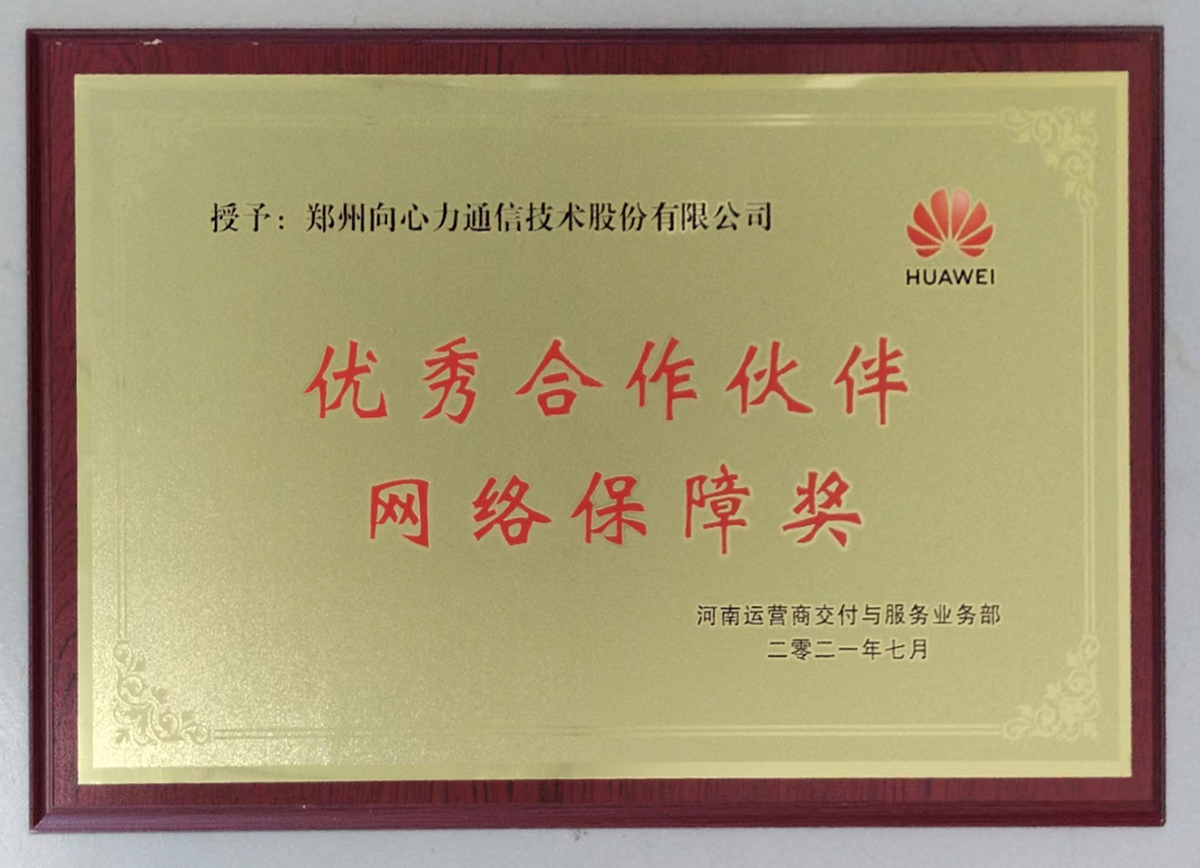 授予：郑州向心力通信技术股份有限公司
HUAWEI
优秀合作伙伴
网络保障奖
河南运营商交付与服务业务部
二零二一年七月